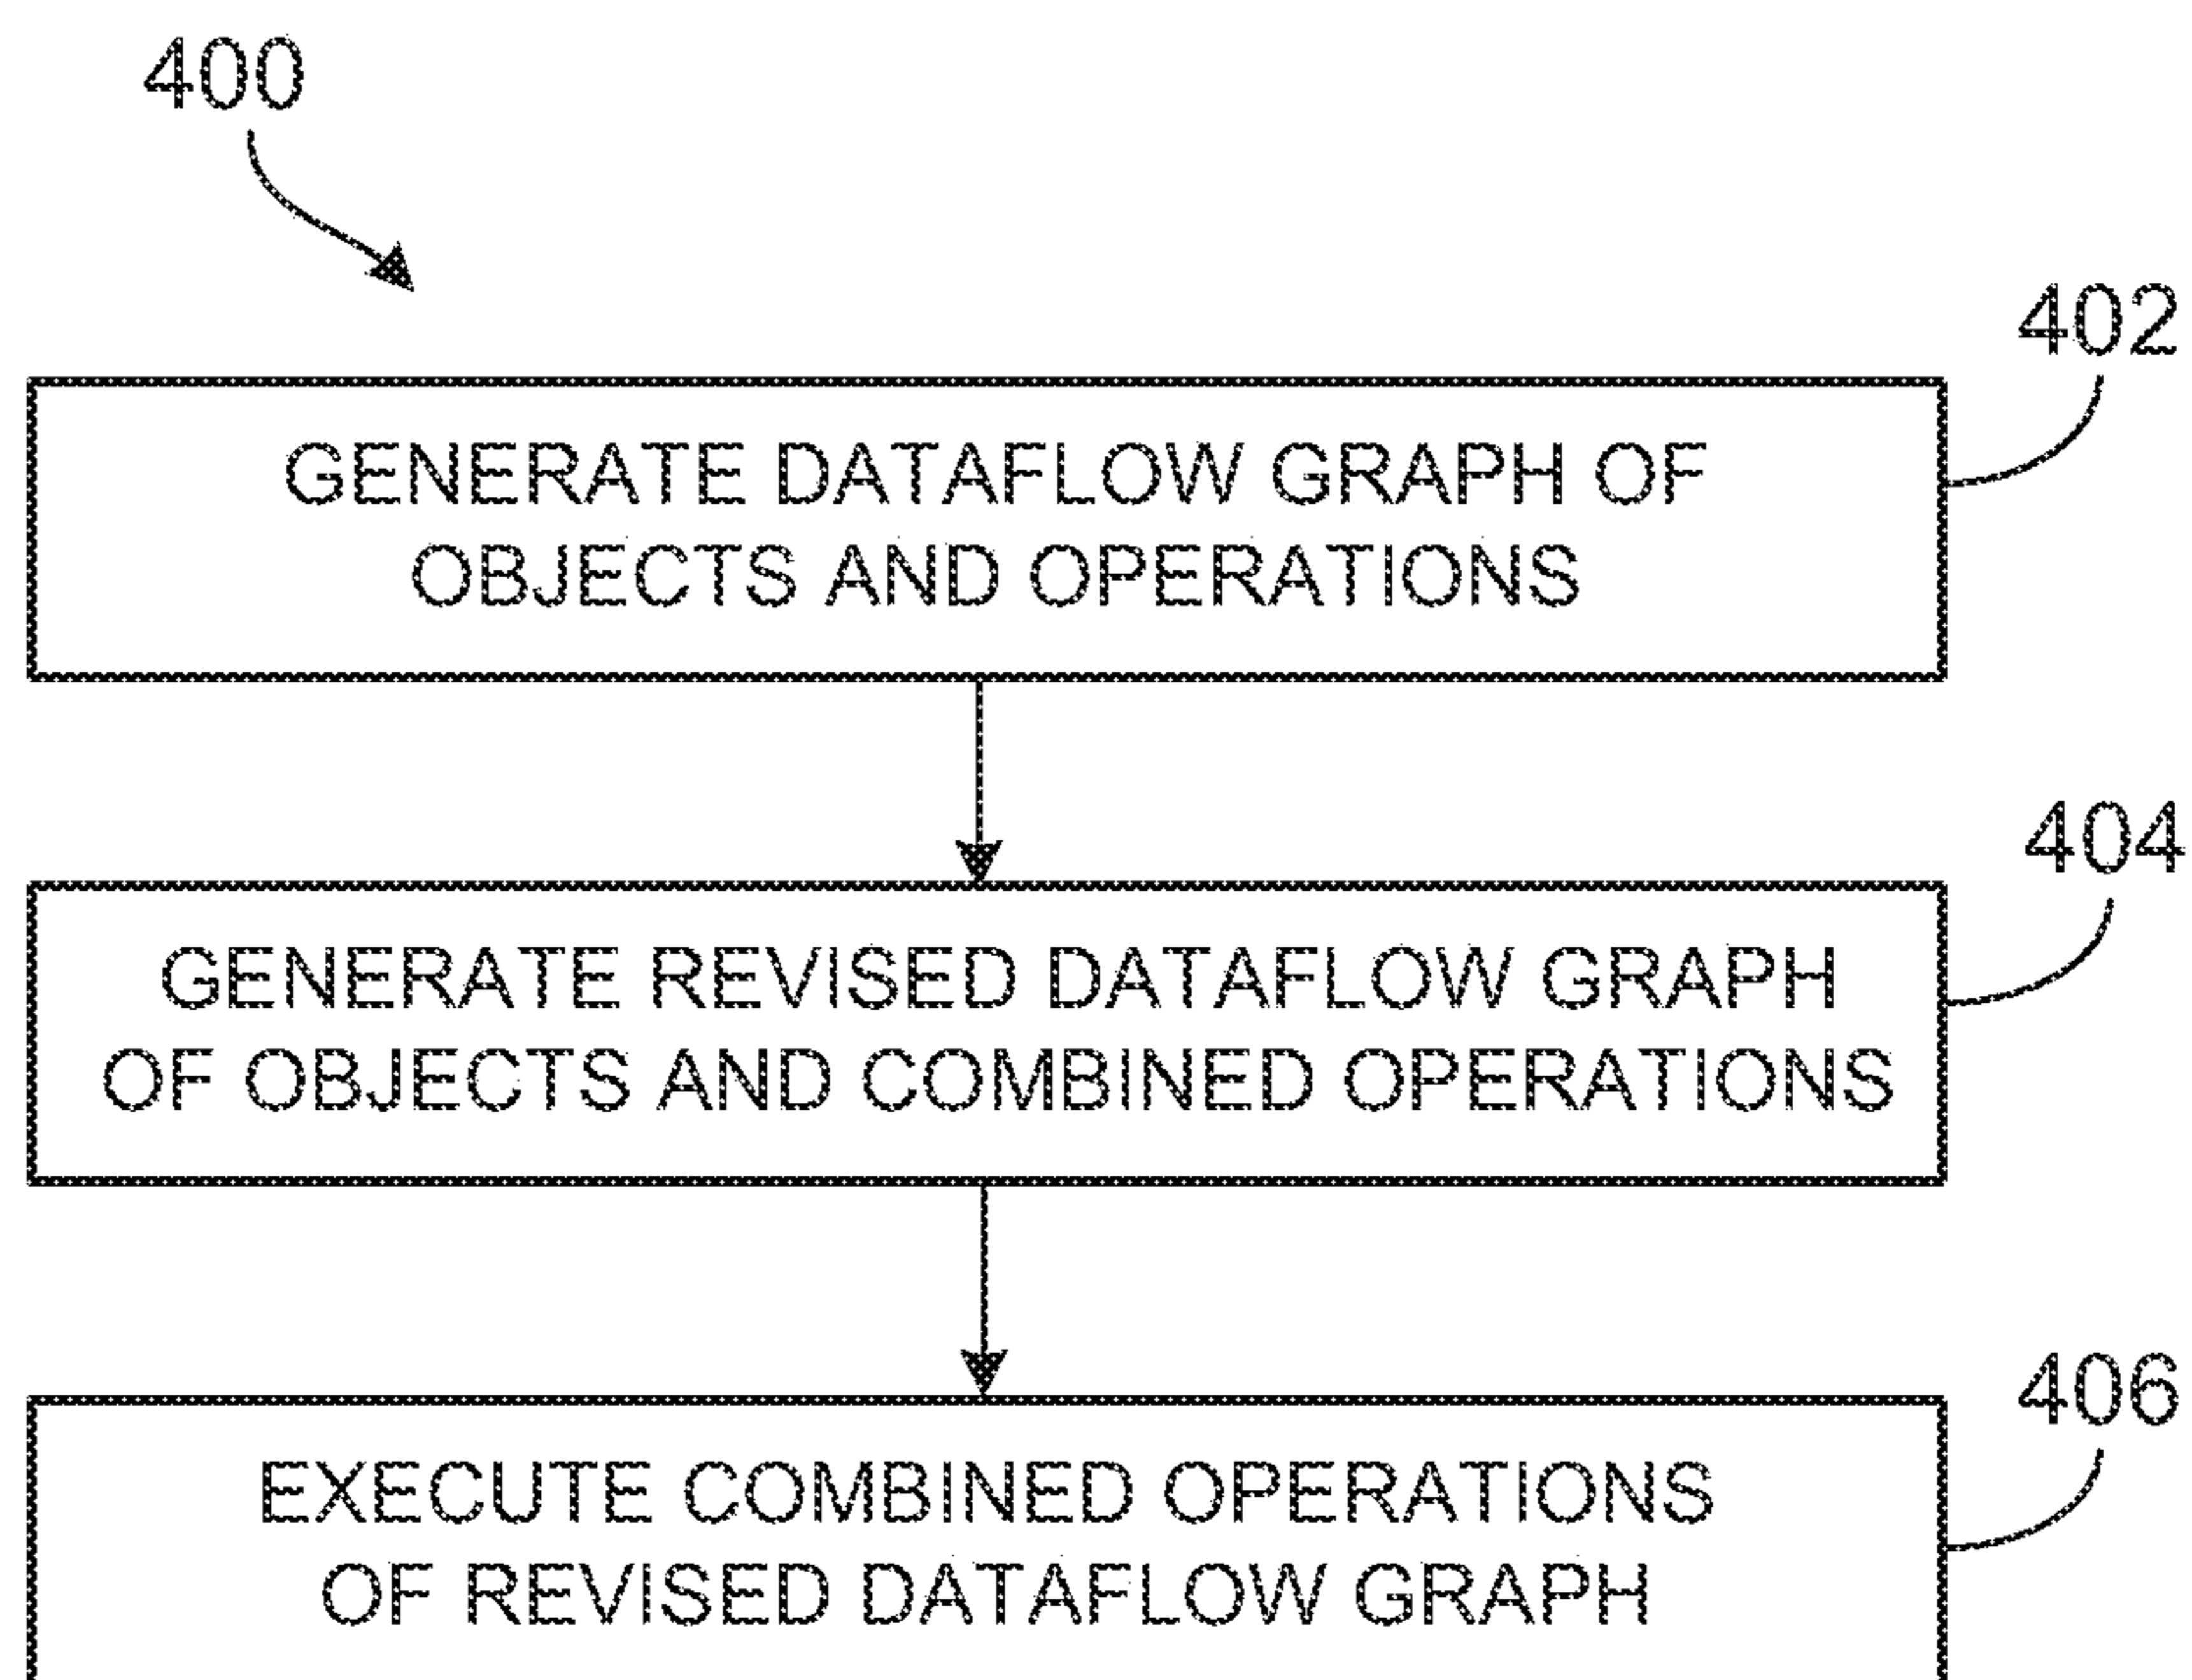 400
402
GENERATE DATAFLOW GRAPH OF
OBJECTS AND OPERATIONS
404
GENERATE REVISED DATAFLOW GRAPH
OF OBJECTS AND COMBINED OPERATIONS
406
EXECUTE COMBINED OPERATIONS
OF REVISED DATAFLOW GRAPH